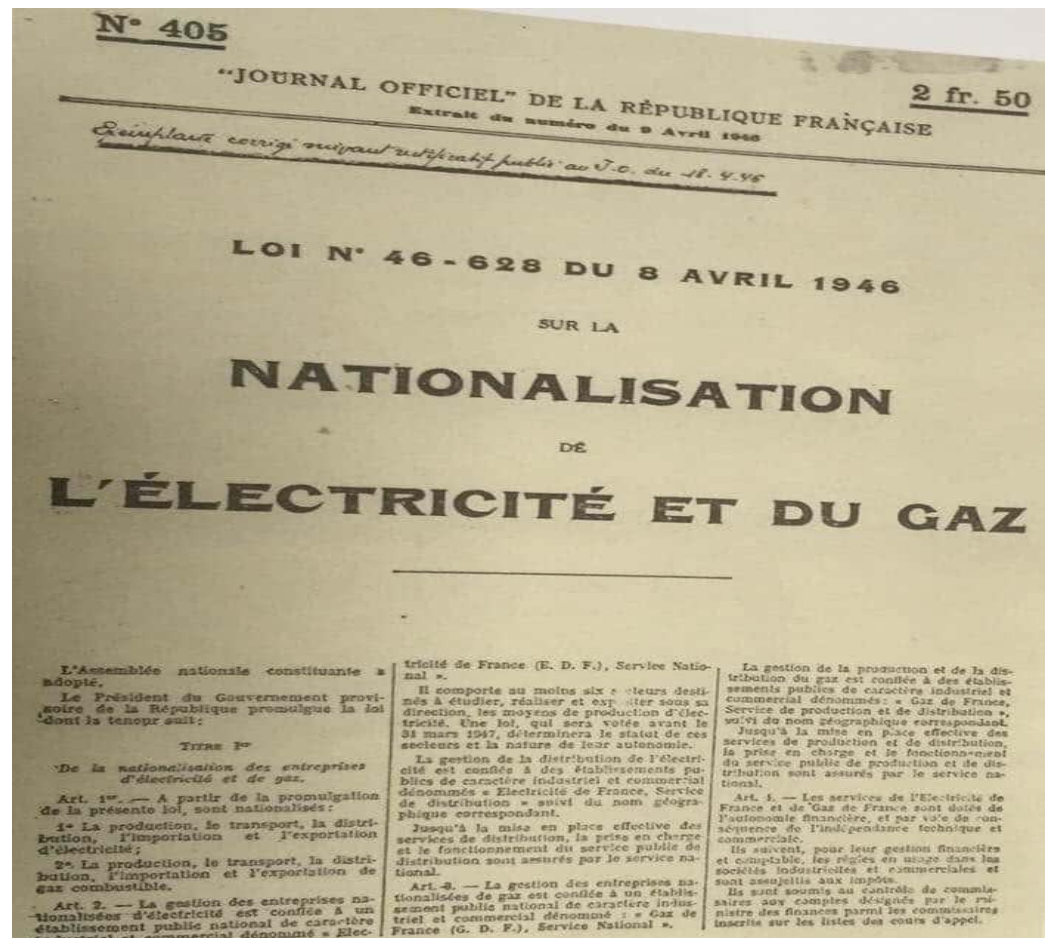 N° 405
2 fr. 50
"JOURNAL OFFICIEL" DE LA RÉPUBLIQUE FRANÇAISE
Extrait du numéro du 9 Avril 1946
Exemplaire corrigé suivant rectificatif publié au J.O. du 18.4.46
LOI N° 46-628 DU 8 AVRIL 1946
SUR LA
NATIONALISATION
DE
L'ÉLECTRICITÉ ET DU GAZ
L'Assemblée nationale constituante a
adopté,
Le Président du Gouvernement provi-
soire de la République promulgue la loi
dont la teneur suit :
TITRE Ier
De la nationalisation des entreprises
d'électricité et de gaz.
Art. 1er. — A partir de la promulgation
de la présente loi, sont nationalisés :
1° La production, le transport, la distri-
bution, l'importation et l'exportation
d'électricité ;
2° La production, le transport, la distri-
bution, l'importation et l'exportation de
gaz combustible.
Art. 2. — La gestion des entreprises na-
tionalisées d'électricité est confiée à un
établissement public national de caractère
industriel et commercial dénommé « Elec-
tricité de France (E. D. F.), Service Natio-
nal ».
Il comporte au moins six secteurs desti-
nés à étudier, réaliser et exploiter sous sa
direction, les moyens de production d'élec-
tricité. Une loi, qui sera votée avant le
31 mars 1947, déterminera le statut de ces
secteurs et la nature de leur autonomie.
La gestion de la distribution de l'électri-
cité est confiée à des établissements pu-
blics de caractère industriel et commercial
dénommés « Electricité de France, Service
de distribution » suivi du nom géogra-
phique correspondant.
Jusqu'à la mise en place effective des
services de distribution, la prise en charge
et le fonctionnement du service public de
distribution sont assurés par le service na-
tional.
Art. 3. — La gestion des entreprises na-
tionalisées de gaz est confiée à un établis-
sement public national de caractère indus-
triel et commercial dénommé : « Gaz de
France (G. D. F.), Service National ».
La gestion de la production et de la dis-
tribution du gaz est confiée à des établis-
sements publics de caractère industriel et
commercial dénommés : « Gaz de France,
Service de production et de distribution »,
suivi du nom géographique correspondant.
Jusqu'à la mise en place effective des
services de production et de distribution,
la prise en charge et le fonctionnement
du service public de production et de dis-
tribution sont assurés par le service na-
tional.
Art. 4. — Les services de l'Electricité de
France et de Gaz de France sont dotés de
l'autonomie financière, et par voie de con-
séquence de l'indépendance technique et
commerciale.
Ils suivent, pour leur gestion financière
et comptable, les règles en usage dans les
sociétés industrielles et commerciales et
sont assujettis aux impôts.
Ils sont soumis au contrôle de commis-
saires aux comptes désignés par le mi-
nistre des finances parmi les commissaires
inscrits sur les listes des cours d'appel.